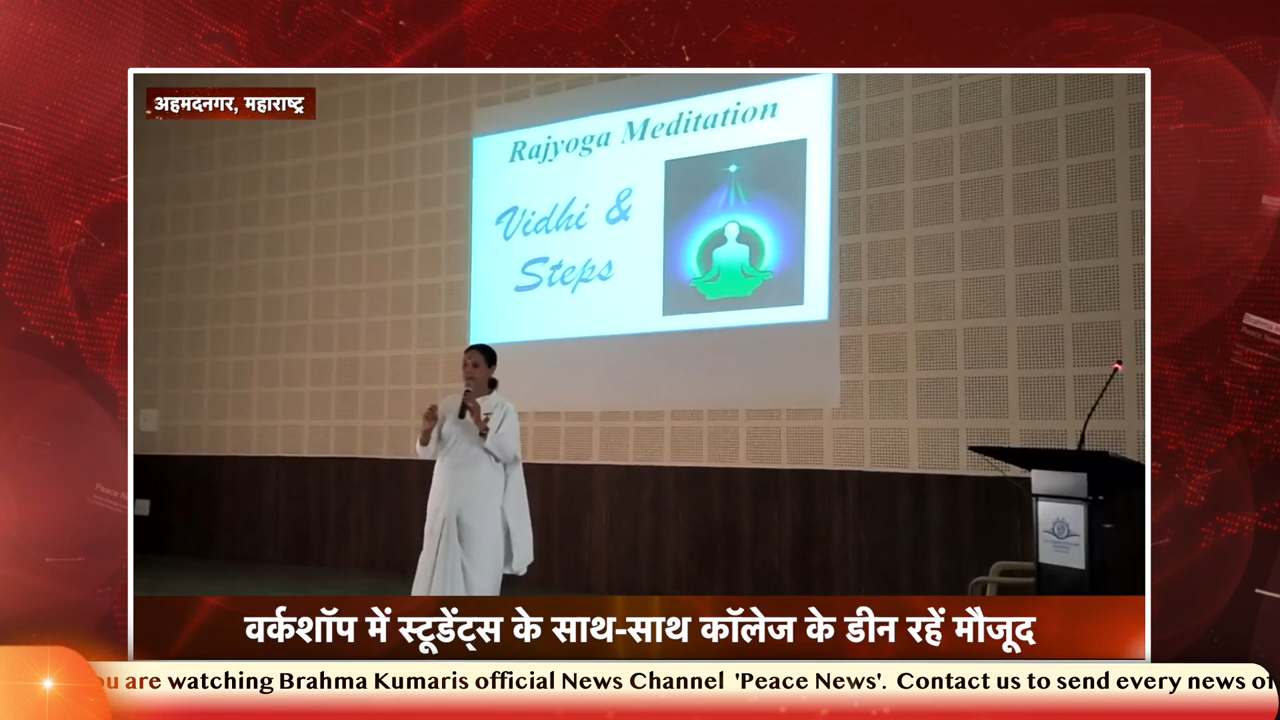 अहमदनगर, महाराष्ट्र
Rajyoga Meditation
Vidhi &
Steps
वर्कशॉप में स्टूडेंट्स के साथ-साथ कॉलेज के डीन रहें मौजूद
ou are watching Brahma Kumaris official News Channel 'Peace News'. Contact us to send every news of